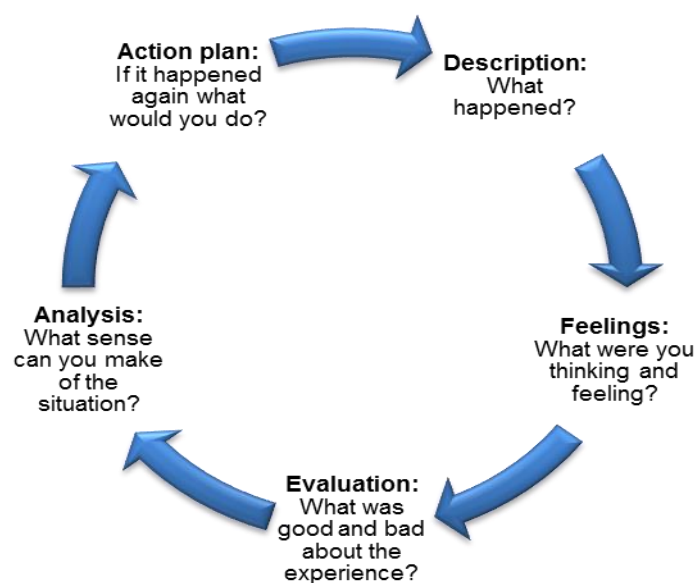 Action plan:
If it happened
again what
would you do?
Description:
What
happened?
Feelings:
What were you
thinking and
feeling?
Evaluation:
What was
good and bad
about the
experience?
Analysis:
What sense
can you make
of the
situation?